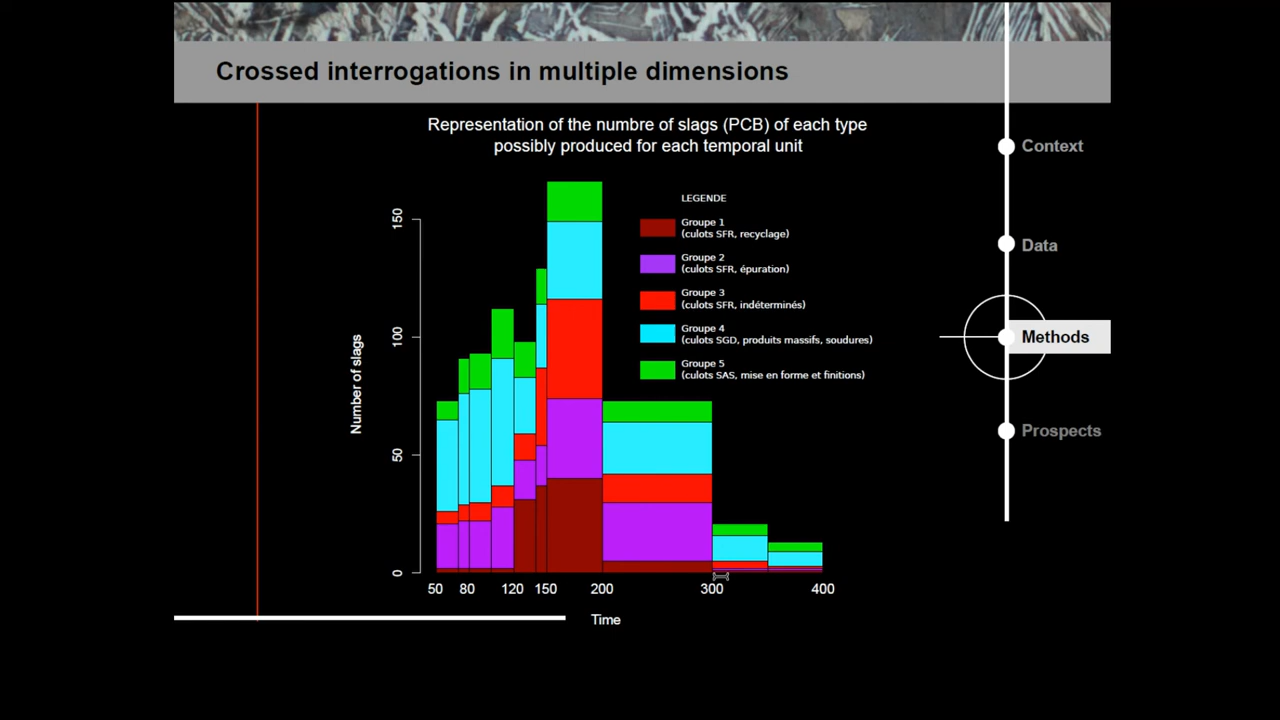 Crossed interrogations in multiple dimensions
Representation of the numbre of slags (PCB) of each type
possibly produced for each temporal unit
LEGENDE
Groupe 1
(culots SFR, recyclage)
Groupe 2
(culots SFR, épuration)
Groupe 3
(culots SFR, indéterminés)
Groupe 4
(culots SGD, produits massifs, soudures)
Groupe 5
(culots SAS, mise en forme et finitions)
Number of slags
150
100
50
0
50 80 120 150 200 300 400
Time
Context
Data
Methods
Prospects